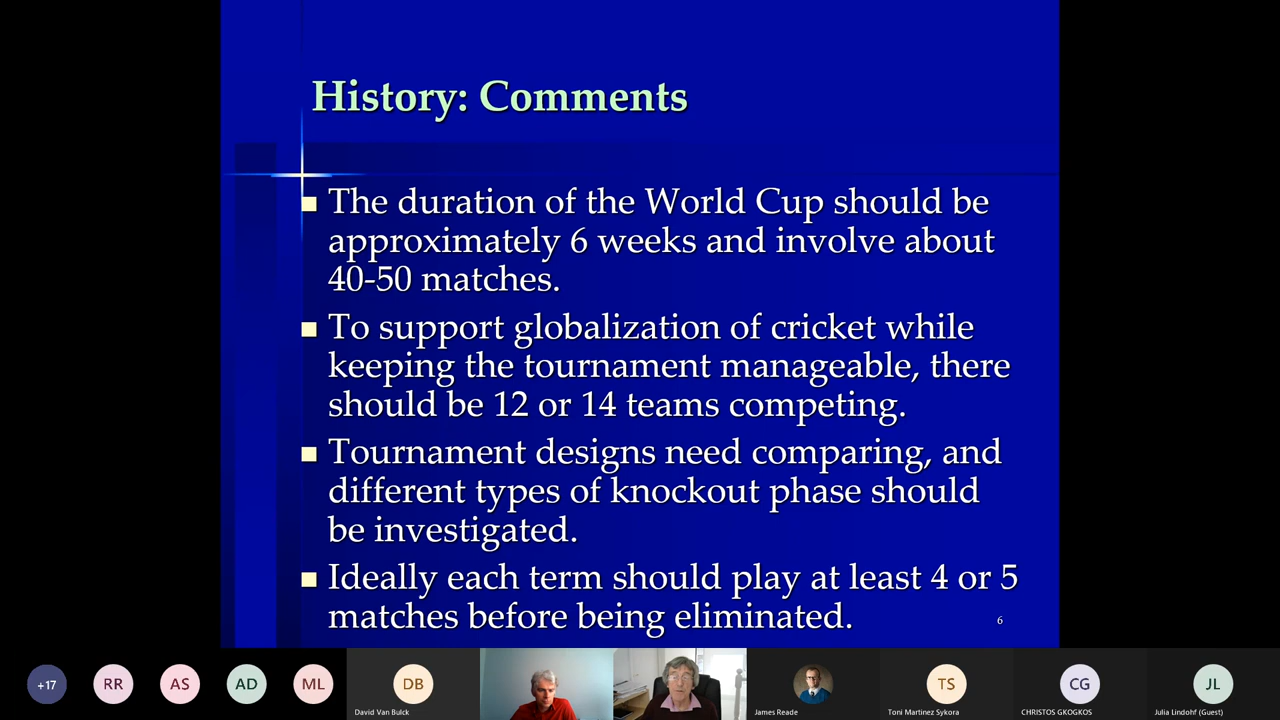 History: Comments
The duration of the World Cup should be
approximately 6 weeks and involve about
40-50 matches.
To support globalization of cricket while
keeping the tournament manageable, there
should be 12 or 14 teams competing.
Tournament designs need comparing, and
different types of knockout phase should
be investigated.
Ideally each term should play at least 4 or 5
matches before being eliminated.
6
+17
RR
AS
AD
ML
DB
TS
CG
JL
David Van Bulck
James Reade
Toni Martinez Sykora
CHRISTOS GKOGKOS
Julia Lindohf (Guest)